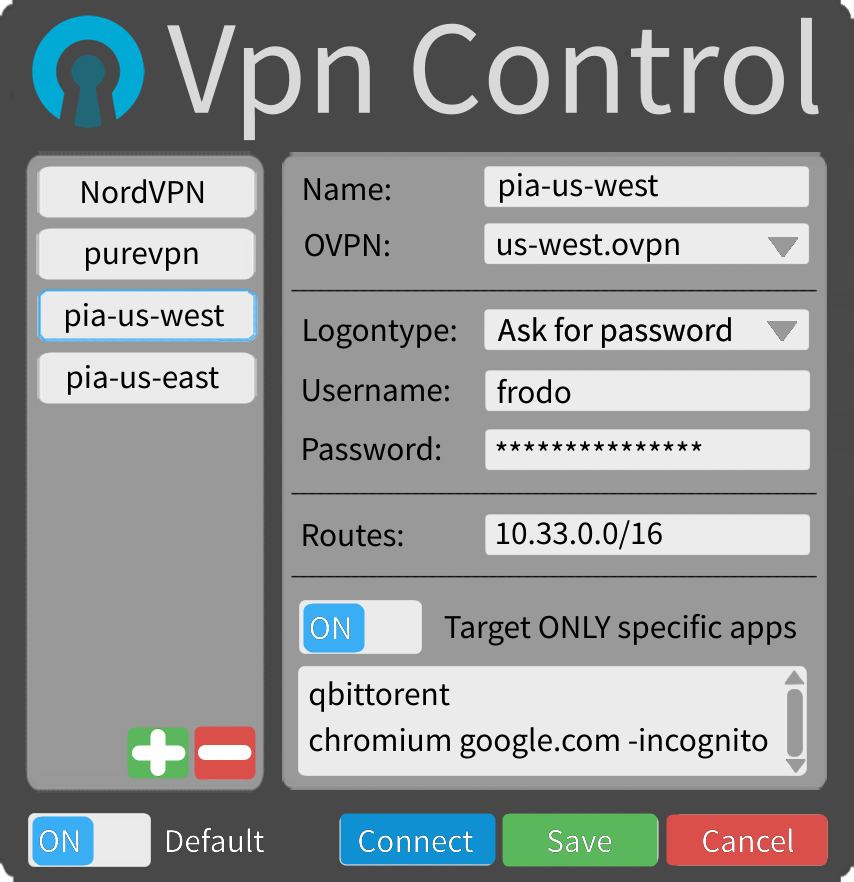 Vpn Control
NordVPN
purevpn
pia-us-west
pia-us-east
Name: pia-us-west
OVPN: us-west.ovpn
Logontype: Ask for password
Username: frodo
Password: ***************
Routes: 10.33.0.0/16
ON Target ONLY specific apps
qbittorent
chromium google.com -incognito
ON Default Connect Save Cancel